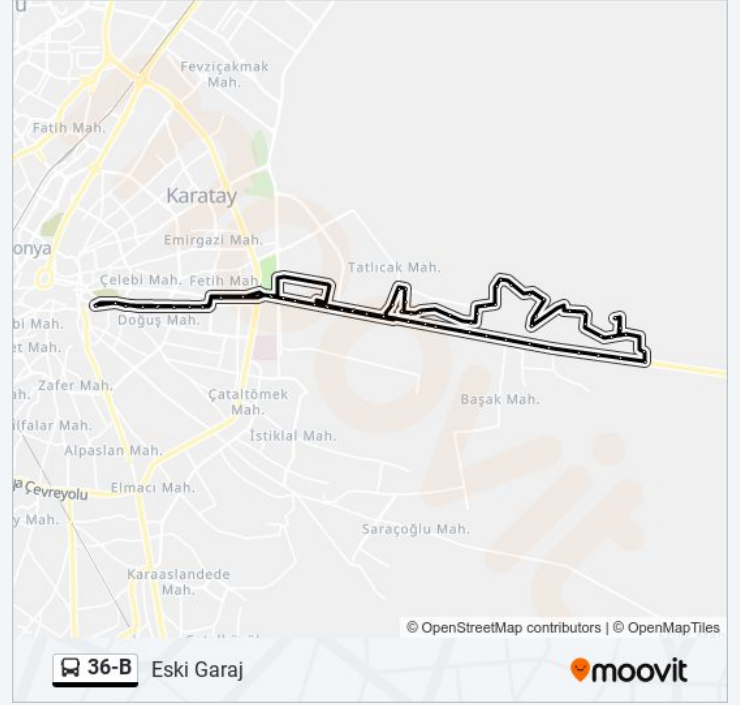 Fevziçakmak
Mah.
Fatih Mah.
Karatay
onya
Emirgazi Mah.
Tatlıcak Mah.
Çelebi Mah.
Fetih Mah.
bi Mah.
Doğuş Mah.
et Mah.
Zafer Mah.
ah.
Çataltömek
Mah.
Başak Mah.
ilfalar Mah.
İstiklal Mah.
Alpaslan Mah.
a Çevreyolu
Elmacı Mah.
y Mah.
Saraçoğlu Mah.
Karaaslandede
Mah.
© OpenStreetMap contributors | © OpenMapTiles
36-B Eski Garaj
moovit